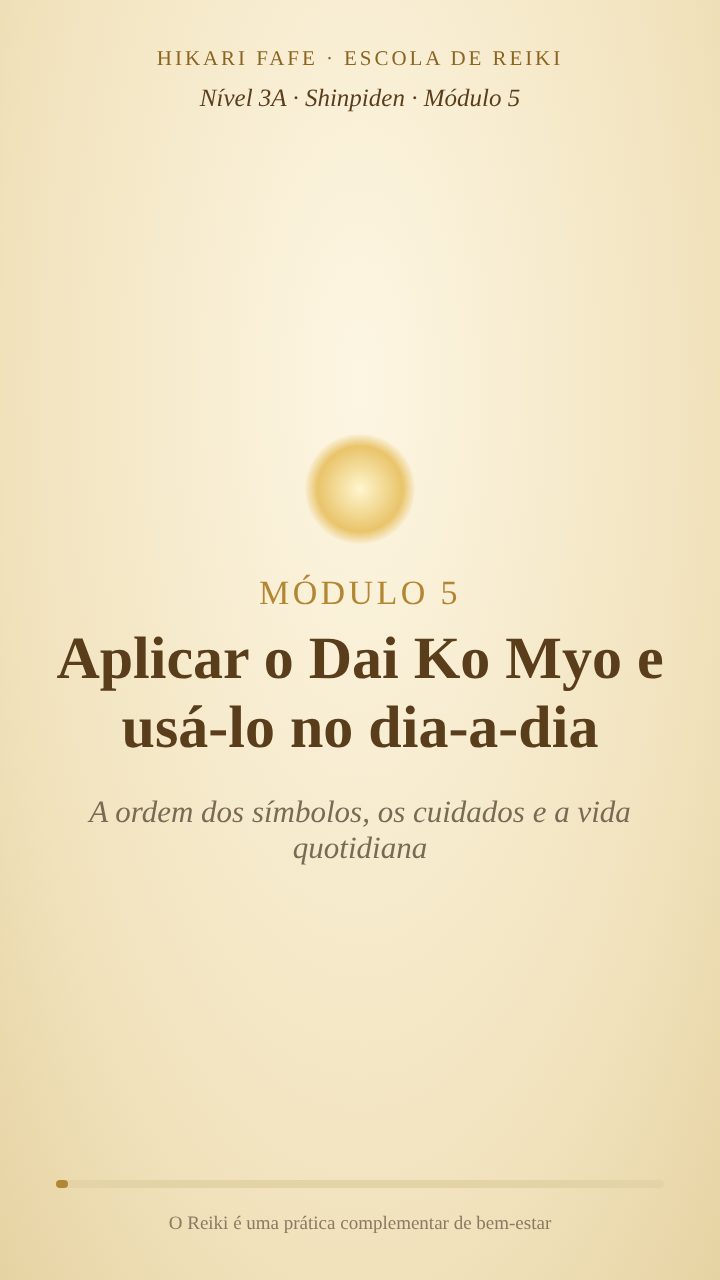 HIKARI FAFE · ESCOLA DE REIKI
Nível 3A · Shinpiden · Módulo 5
MÓDULO 5
Aplicar o Dai Ko Myo e
usá-lo no dia-a-dia
A ordem dos símbolos, os cuidados e a vida
quotidiana
O Reiki é uma prática complementar de bem-estar